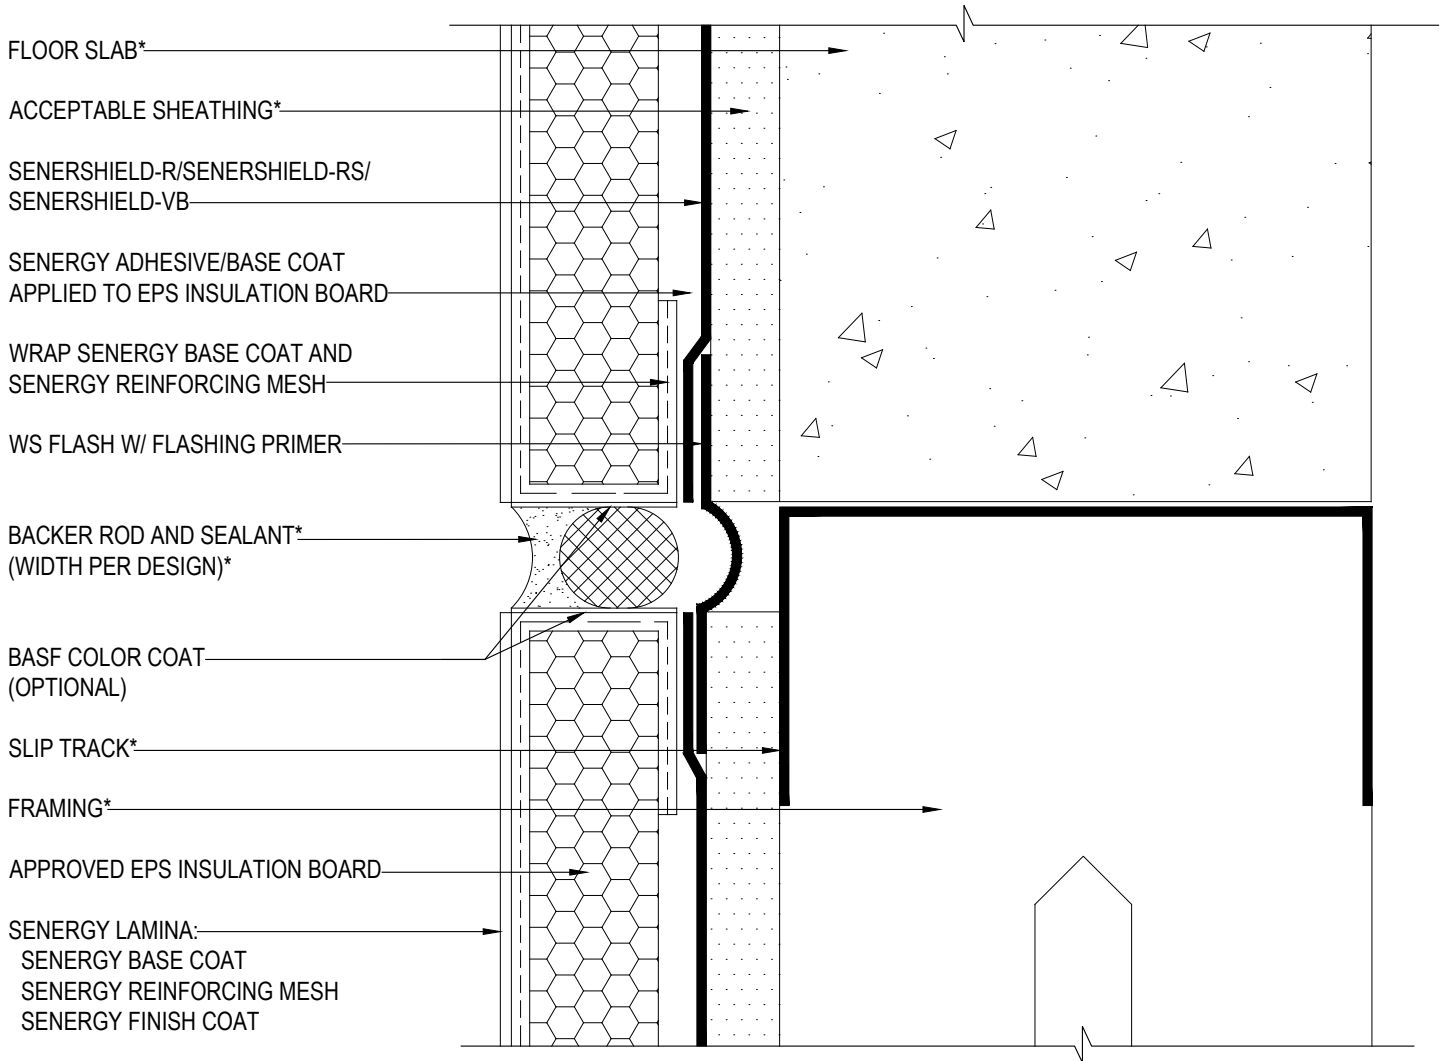 FLOOR SLAB*
ACCEPTABLE SHEATHING*
SENERSHIELD-R/SENERSHIELD-RS/
SENERSHIELD-VB
SENERGY ADHESIVE/BASE COAT
APPLIED TO EPS INSULATION BOARD
WRAP SENERGY BASE COAT AND
SENERGY REINFORCING MESH
WS FLASH W/ FLASHING PRIMER
BACKER ROD AND SEALANT*
(WIDTH PER DESIGN)*
BASF COLOR COAT
(OPTIONAL)
SLIP TRACK*
FRAMING*
APPROVED EPS INSULATION BOARD
SENERGY LAMINA:
SENERGY BASE COAT
SENERGY REINFORCING MESH
SENERGY FINISH COAT